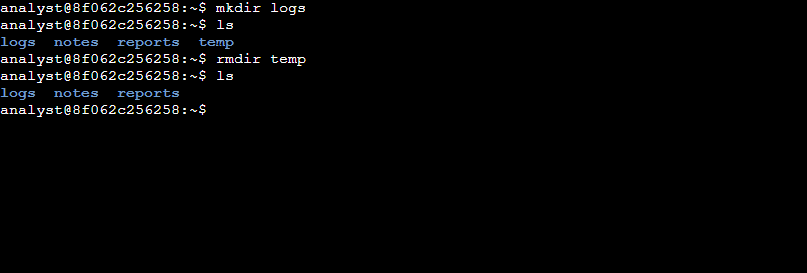 analyst@8f062c256258:~$ mkdir logs
analyst@8f062c256258:~$ ls
logs  notes  reports  temp
analyst@8f062c256258:~$ rmdir temp
analyst@8f062c256258:~$ ls
logs  notes  reports
analyst@8f062c256258:~$